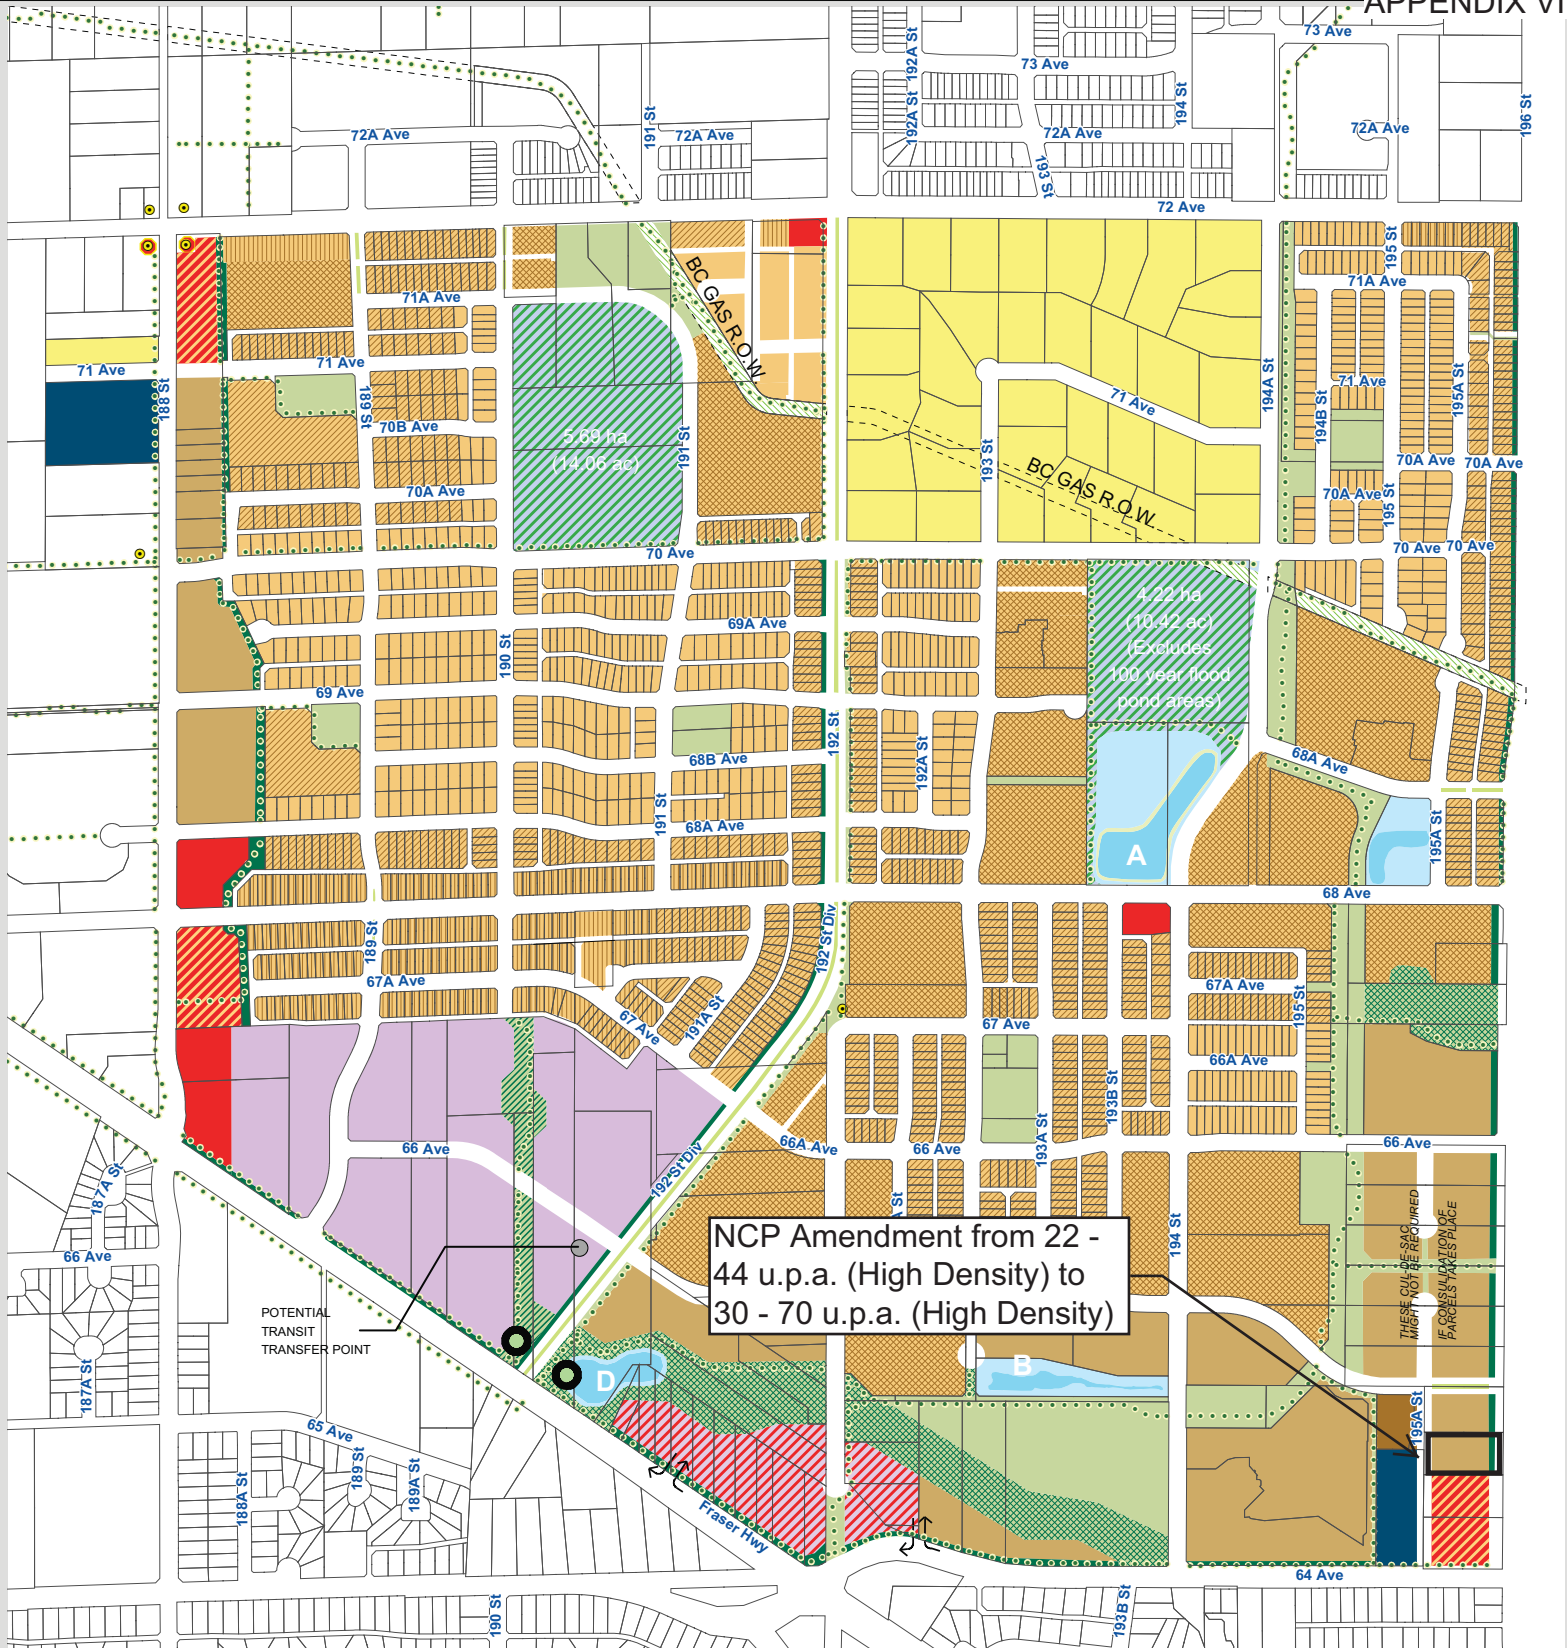 APPENDIX VI
73 Ave
73 Ave
192A St
194 St
196 St
191 St
72A Ave
72A Ave
192A St
72A Ave
72A Ave
193 St
72 Ave
195 St
71A Ave
BC GAS R.O.W
71A Ave
71 Ave
71 Ave
188 St
189 St
70B Ave
194A St
71 Ave
71 Ave
194B St
195A St
5.69 ha
(14.06 ac)
191 St
193 St
BC GAS R.O.W
70A Ave
70A Ave
70A Ave
70A Ave
195 St
70 Ave
70 Ave
70 Ave
4.22 ha
(10.42 ac)
(Excludes
100 year flood
pond areas)
69A Ave
190 St
69 Ave
192 St
68B Ave
192A St
68A Ave
191 St
68A Ave
195A St
A
68 Ave
189 St
192 St Div
67A Ave
67A Ave
191A St
67 Ave
67 Ave
195 St
66A Ave
193B St
66A Ave
66 Ave
66 Ave
193A St
66 Ave
192 St Div
187A St
A St
194 St
66 Ave
NCP Amendment from 22 -
44 u.p.a. (High Density) to
30 - 70 u.p.a. (High Density)
THESE CUL-DE-SAC
MIGHT NOT BE REQUIRED
IF CONSULIDATION OF
PARCELS TAKES PLACE
POTENTIAL
TRANSIT
TRANSFER POINT
187A St
D
B
195A St
65 Ave
188A St
189 St
189A St
Fraser Hwy
64 Ave
190 St
193B St